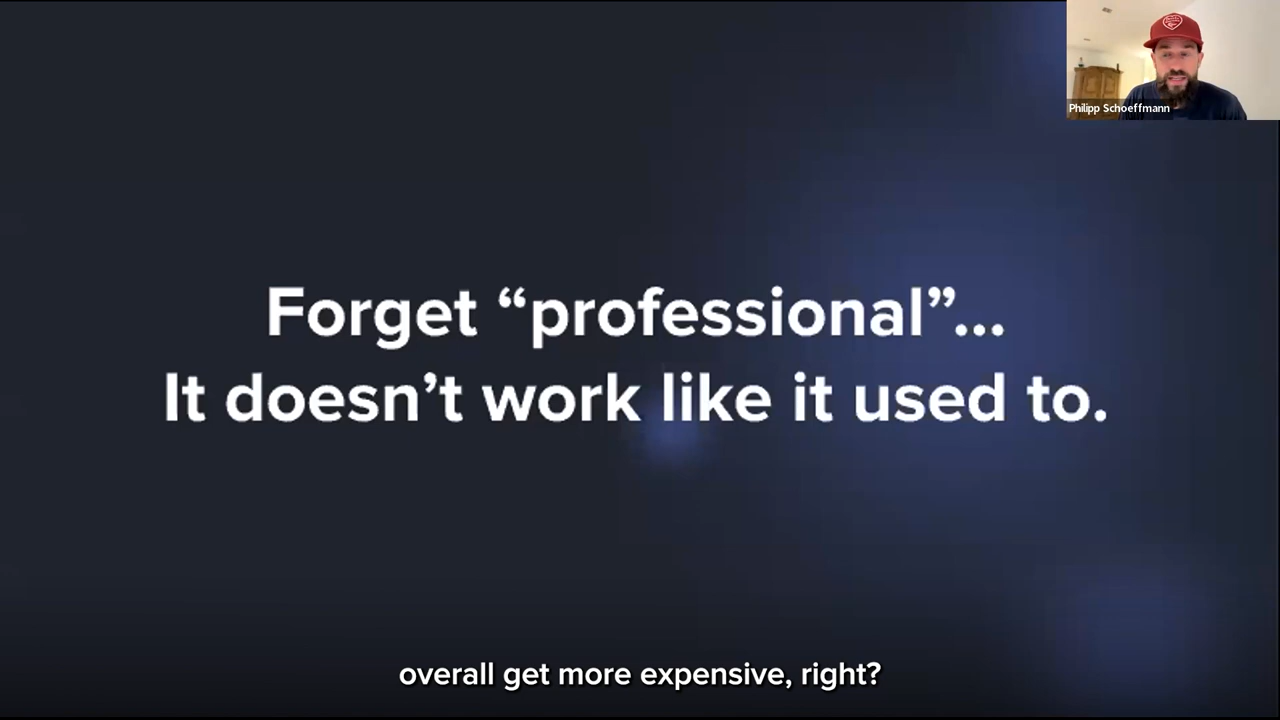 Philipp Schoeffmann
Forget “professional”...
It doesn’t work like it used to.
overall get more expensive, right?